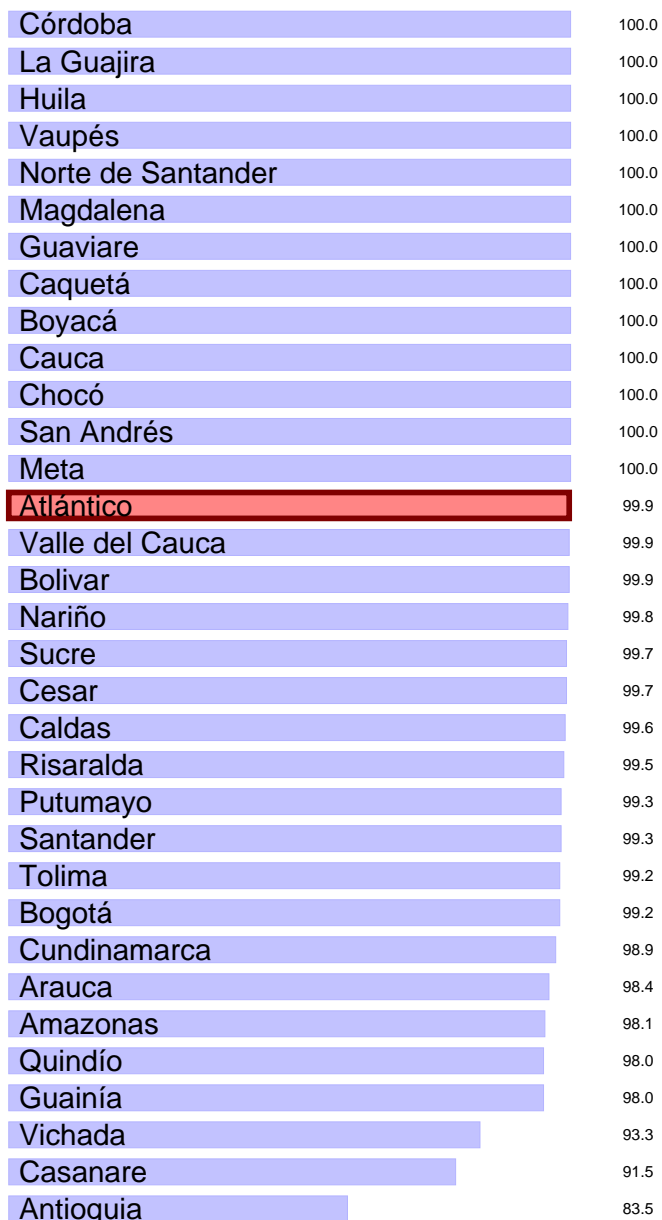 Córdoba 100.0
La Guajira 100.0
Huila 100.0
Vaupés 100.0
Norte de Santander 100.0
Magdalena 100.0
Guaviare 100.0
Caquetá 100.0
Boyacá 100.0
Cauca 100.0
Chocó 100.0
San Andrés 100.0
Meta 100.0
Atlántico 99.9
Valle del Cauca 99.9
Bolivar 99.9
Nariño 99.8
Sucre 99.7
Cesar 99.7
Caldas 99.6
Risaralda 99.5
Putumayo 99.3
Santander 99.3
Tolima 99.2
Bogotá 99.2
Cundinamarca 98.9
Arauca 98.4
Amazonas 98.1
Quindío 98.0
Guainía 98.0
Vichada 93.3
Casanare 91.5
Antioquia 83.5